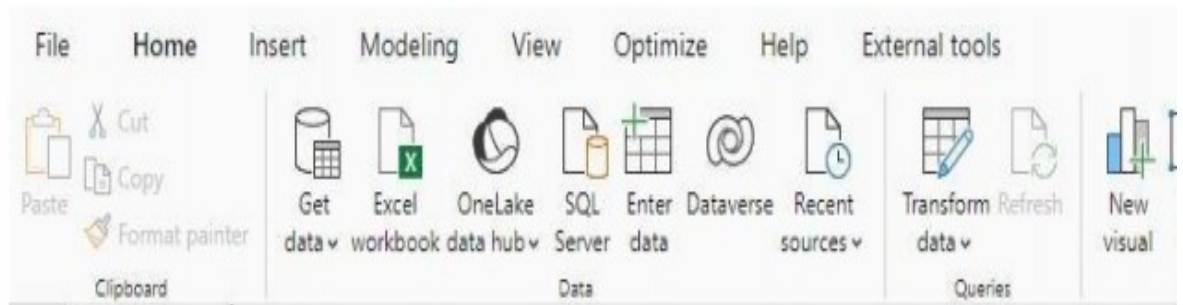 File Home Insert Modeling View Optimize Help External tools
Paste
Cut
Copy
Format painter
Clipboard
Get data
Excel workbook
OneLake data hub
SQL Server
Enter data
Dataverse
Recent sources
Data
Transform data
Refresh
Queries
New visual